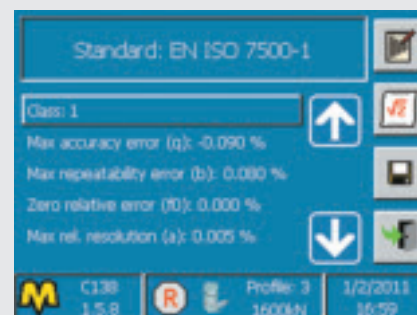 Standard: EN ISO 7500-1
Class: 1
Max accuracy error (q): -0.090 %
Max repeatability error (b): 0.080 %
Zero relative error (f0): 0.000 %
Max rel. resolution (a): 0.005 %
√2
C138
1.5.8
R
Profile: 3
1600kN
1/2/2011
16:59